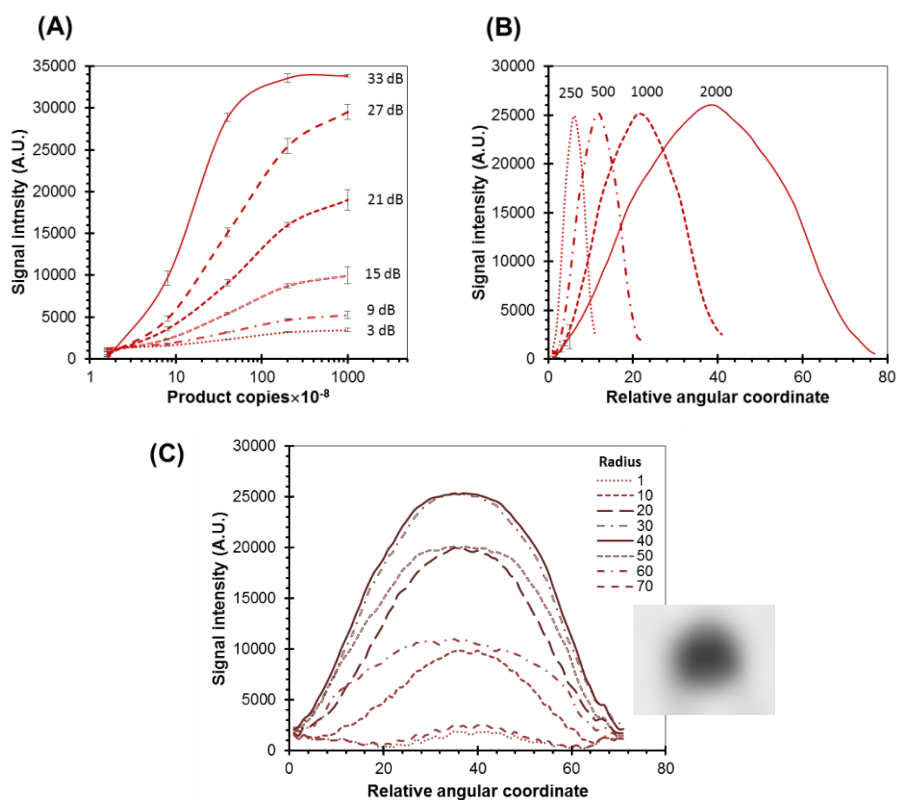 (A)
35000
30000
25000
20000
15000
10000
5000
0
Signal intnsity (A.U.)
33 dB
27 dB
21 dB
15 dB
9 dB
3 dB
1 10 100 1000
Product copies×10-8
(B)
30000
25000
20000
15000
10000
5000
0
Signal intensity (A.U.)
250 500 1000 2000
0 20 40 60 80
Relative angular coordinate
(C)
30000
25000
20000
15000
10000
5000
0
Signal intensity (A.U.)
Radius
1
10
20
30
40
50
60
70
0 20 40 60 80
Relative angular coordinate